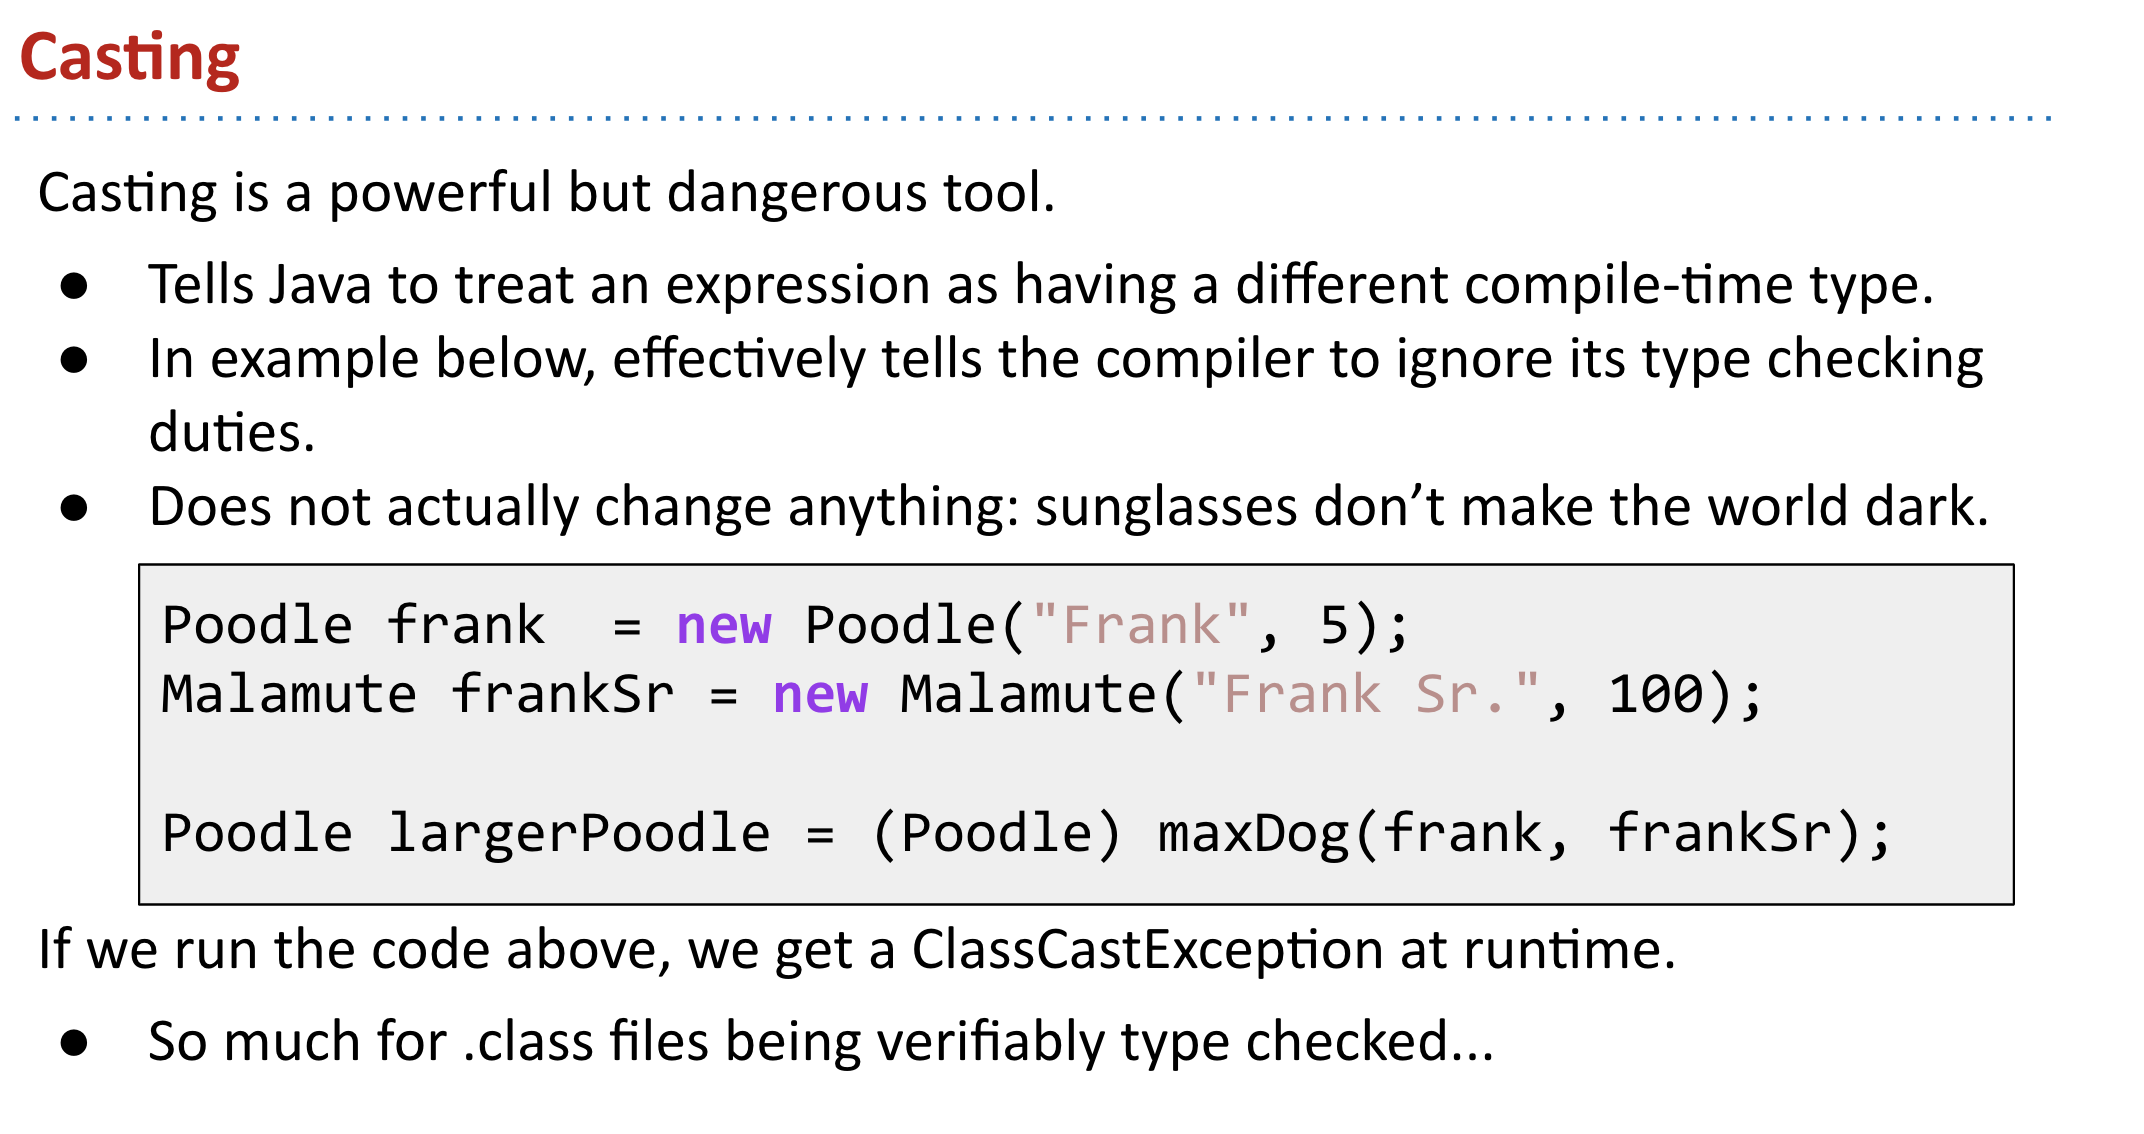 Casting
Casting is a powerful but dangerous tool.
● Tells Java to treat an expression as having a different compile-time type.
● In example below, effectively tells the compiler to ignore its type checking
duties.
● Does not actually change anything: sunglasses don’t make the world dark.
Poodle frank  = new Poodle("Frank", 5);
Malamute frankSr = new Malamute("Frank Sr.", 100);
Poodle largerPoodle = (Poodle) maxDog(frank, frankSr);
If we run the code above, we get a ClassCastException at runtime.
● So much for .class files being verifiably type checked...